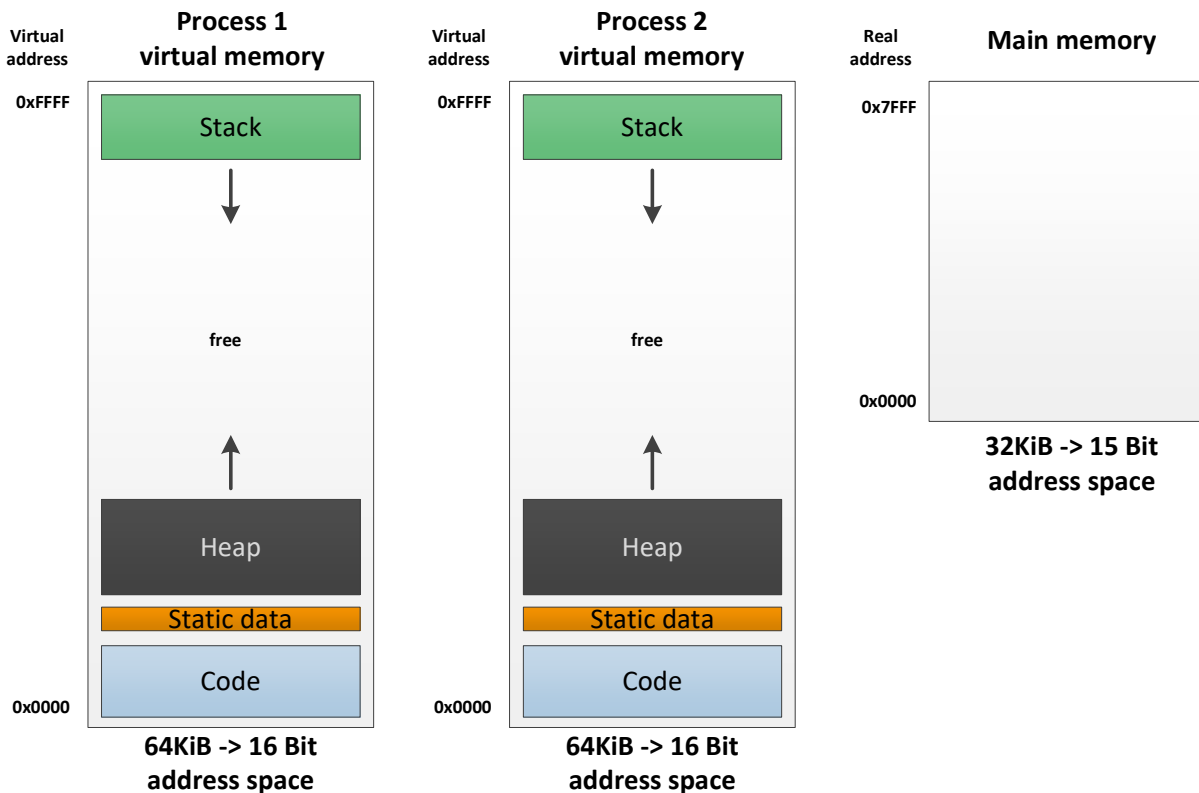 Virtual
address
Process 1
virtual memory
0xFFFF
Stack
free
Heap
Static data
Code
0x0000
64KiB -> 16 Bit
address space
Virtual
address
Process 2
virtual memory
0xFFFF
Stack
free
Heap
Static data
Code
0x0000
64KiB -> 16 Bit
address space
Real
address
Main memory
0x7FFF
0x0000
32KiB -> 15 Bit
address space